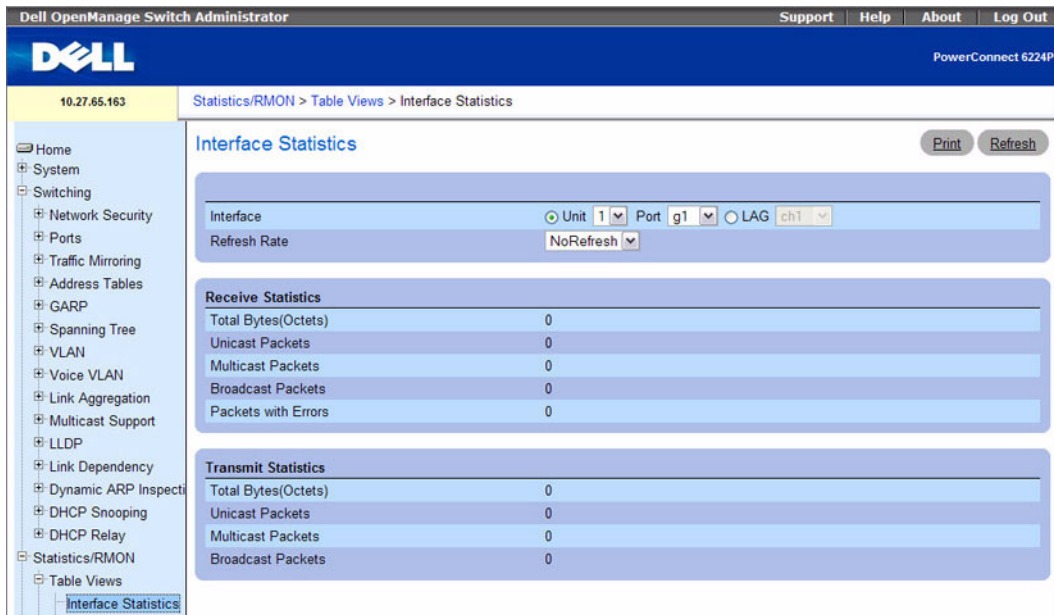 Dell OpenManage Switch Administrator
Support Help About Log Out
DELL
PowerConnect 6224P
10.27.65.163
Statistics/RMON > Table Views > Interface Statistics
Home
System
Switching
Network Security
Ports
Traffic Mirroring
Address Tables
GARP
Spanning Tree
VLAN
Voice VLAN
Link Aggregation
Multicast Support
LLDP
Link Dependency
Dynamic ARP Inspecti
DHCP Snooping
DHCP Relay
Statistics/RMON
Table Views
Interface Statistics
Interface Statistics
Print Refresh
Interface Unit 1 Port g1 LAG ch1
Refresh Rate NoRefresh
Receive Statistics
Total Bytes(Octets) 0
Unicast Packets 0
Multicast Packets 0
Broadcast Packets 0
Packets with Errors 0
Transmit Statistics
Total Bytes(Octets) 0
Unicast Packets 0
Multicast Packets 0
Broadcast Packets 0